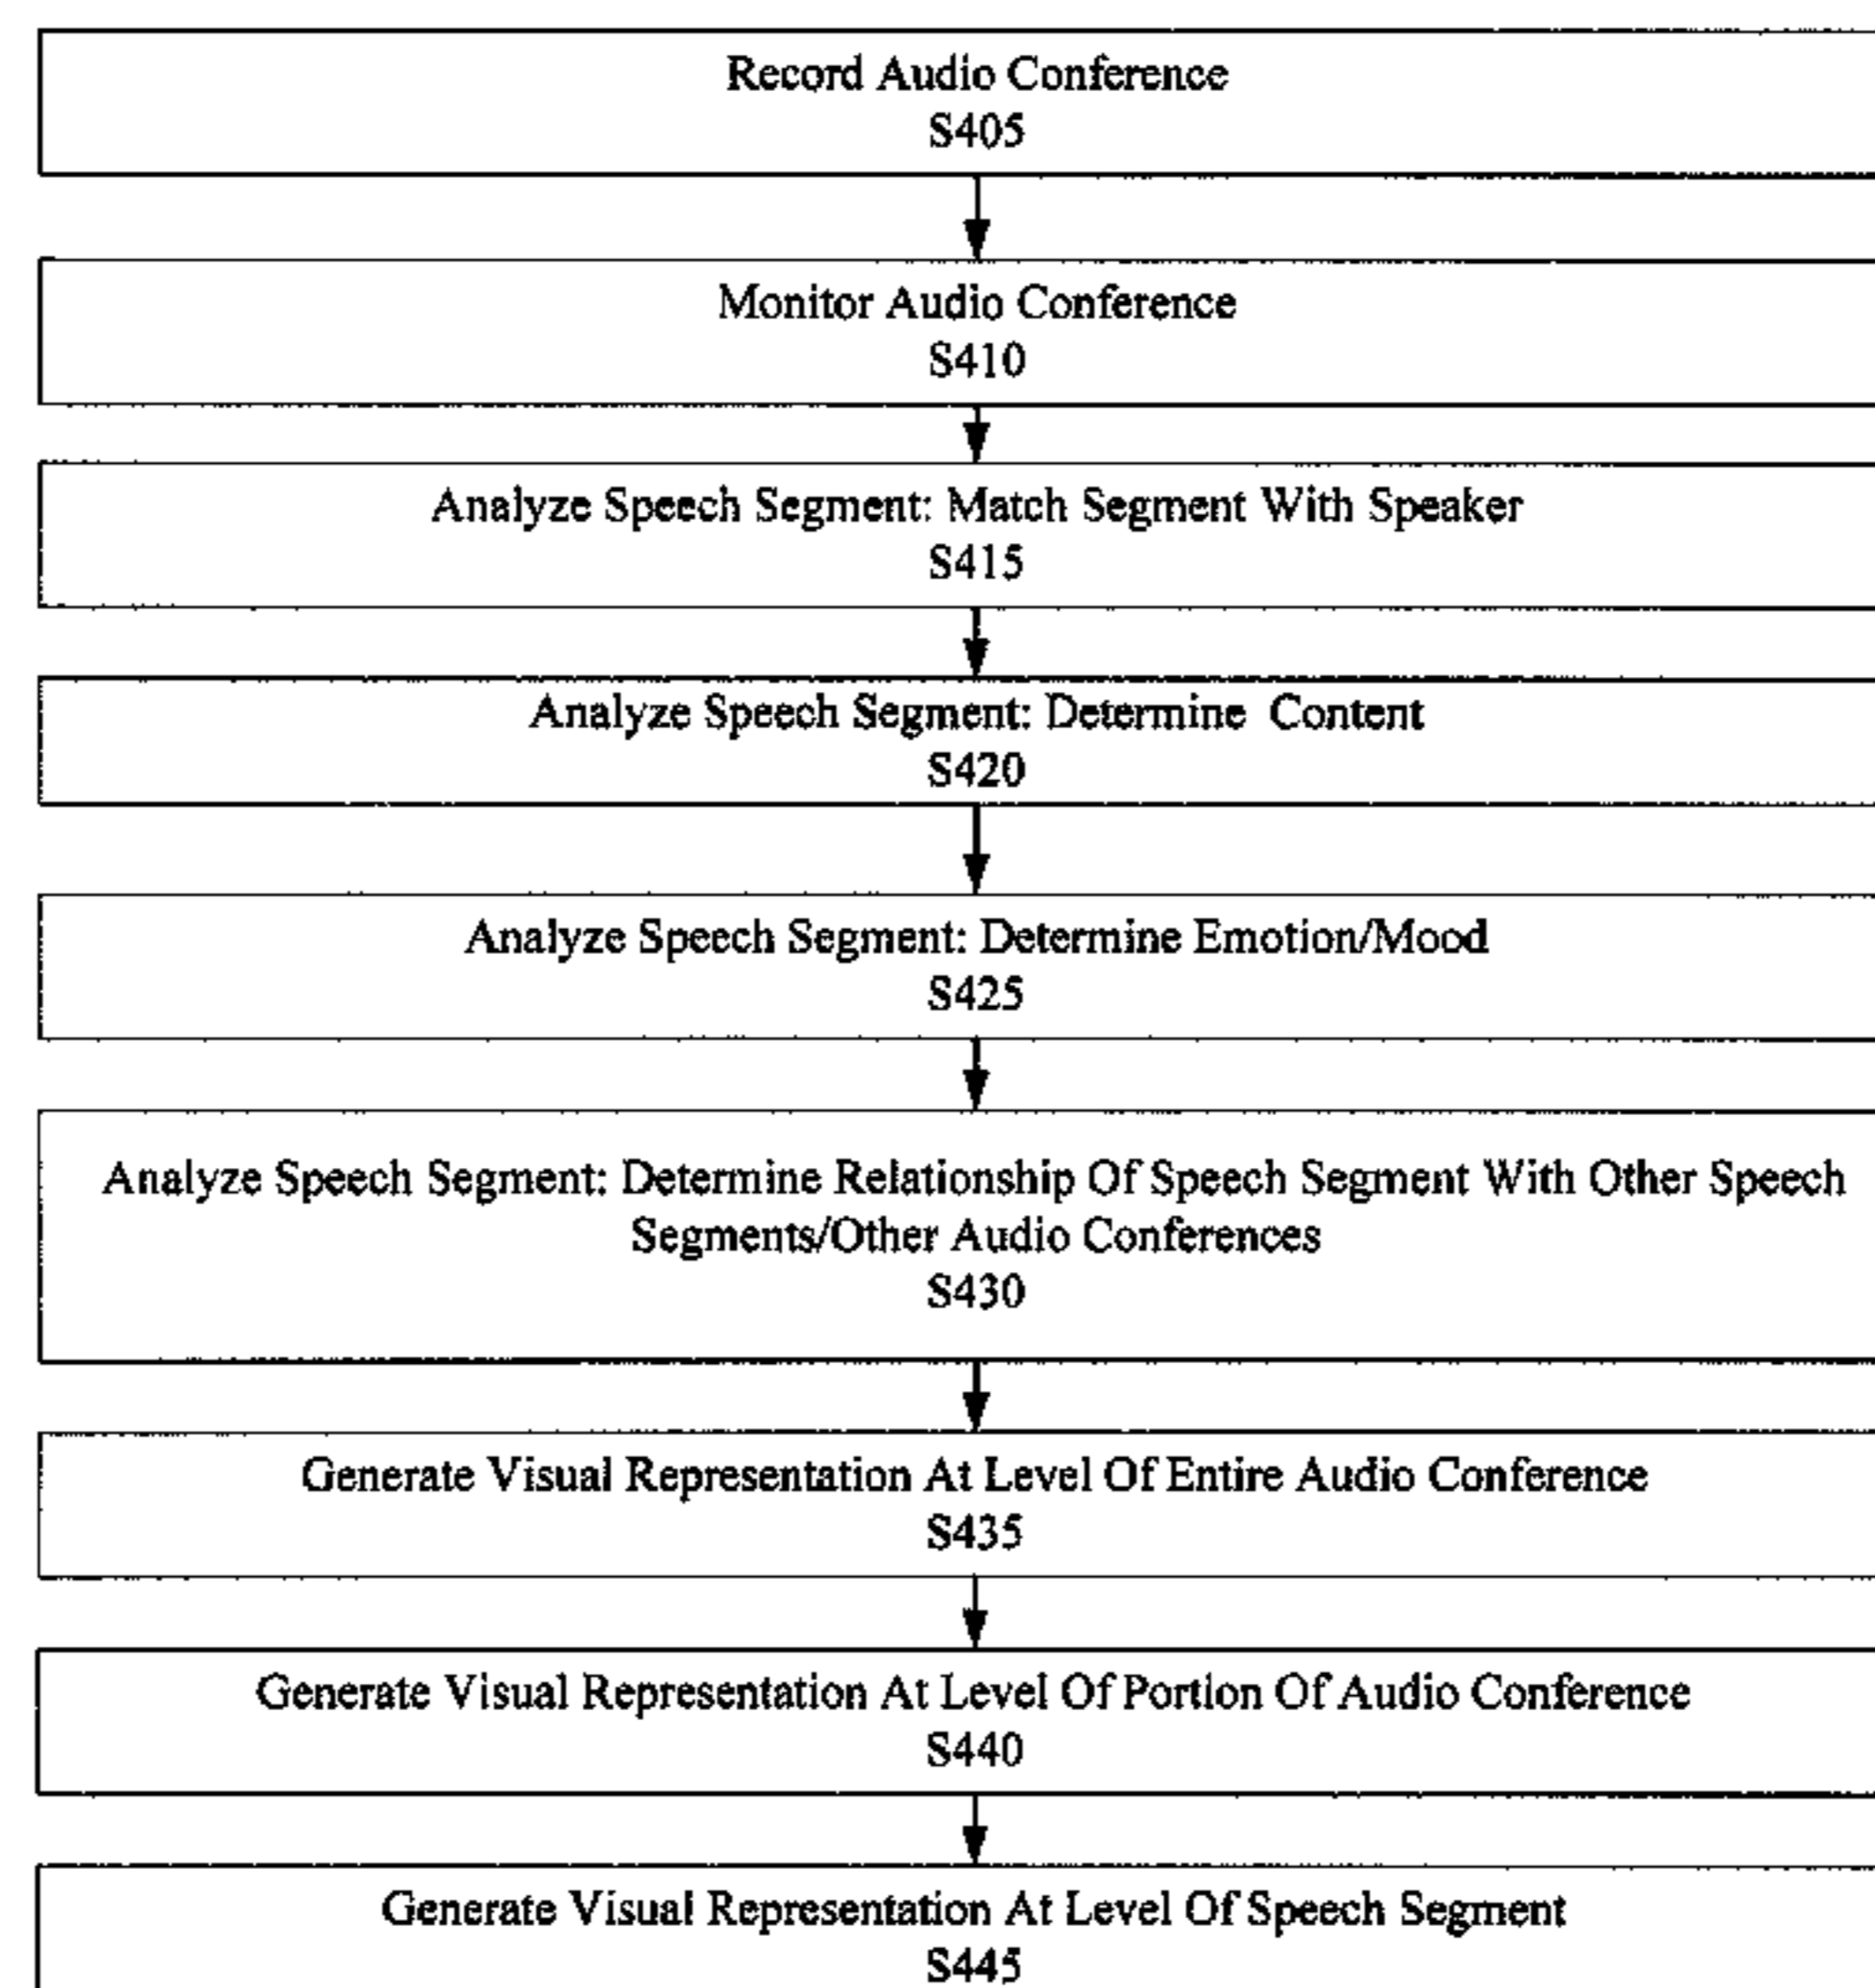 Record Audio Conference
S405
Monitor Audio Conference
S410
Analyze Speech Segment: Match Segment With Speaker
S415
Analyze Speech Segment: Determine Content
S420
Analyze Speech Segment: Determine Emotion/Mood
S425
Analyze Speech Segment: Determine Relationship Of Speech Segment With Other Speech
Segments/Other Audio Conferences
S430
Generate Visual Representation At Level Of Entire Audio Conference
S435
Generate Visual Representation At Level Of Portion Of Audio Conference
S440
Generate Visual Representation At Level Of Speech Segment
S445